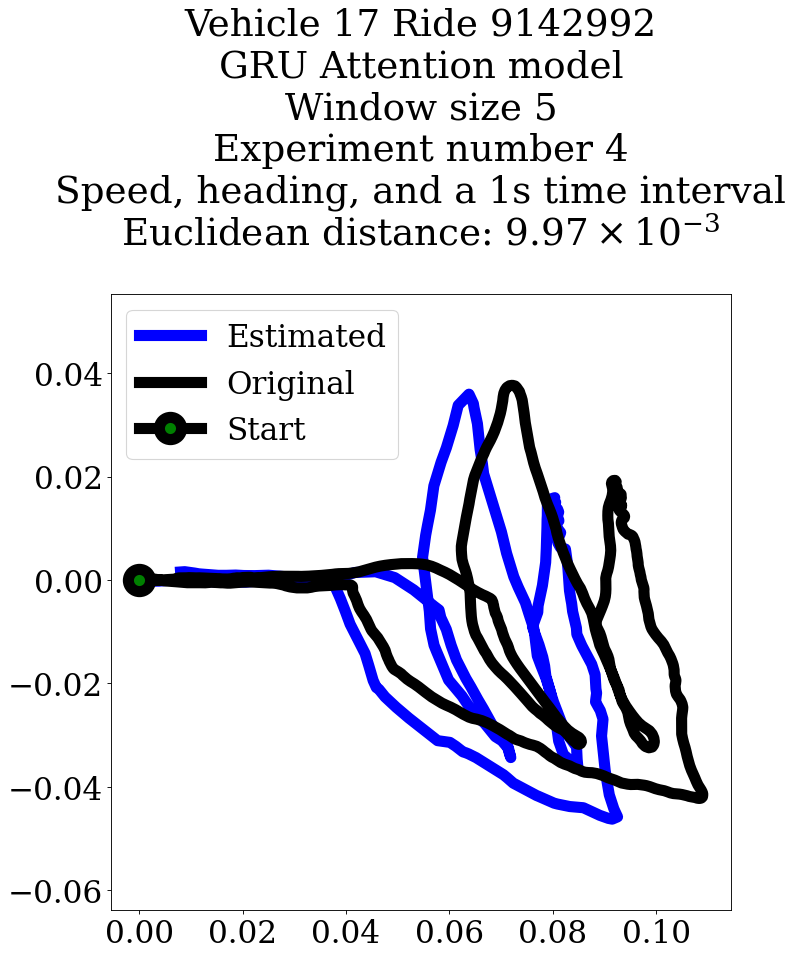 Vehicle 17 Ride 9142992
GRU Attention model
Window size 5
Experiment number 4
Speed, heading, and a 1s time interval
Euclidean distance: 9.97 × 10⁻³
Estimated
Original
Start
0.04
0.02
0.00
−0.02
−0.04
−0.06
0.00 0.02 0.04 0.06 0.08 0.10